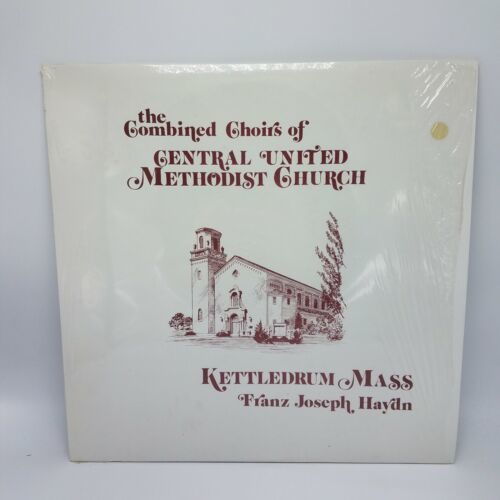 the
Combined Choirs of
CENTRAL UNITED
METHODIST CHURCH
KETTLEDRUM MASS
Franz Joseph Haydn